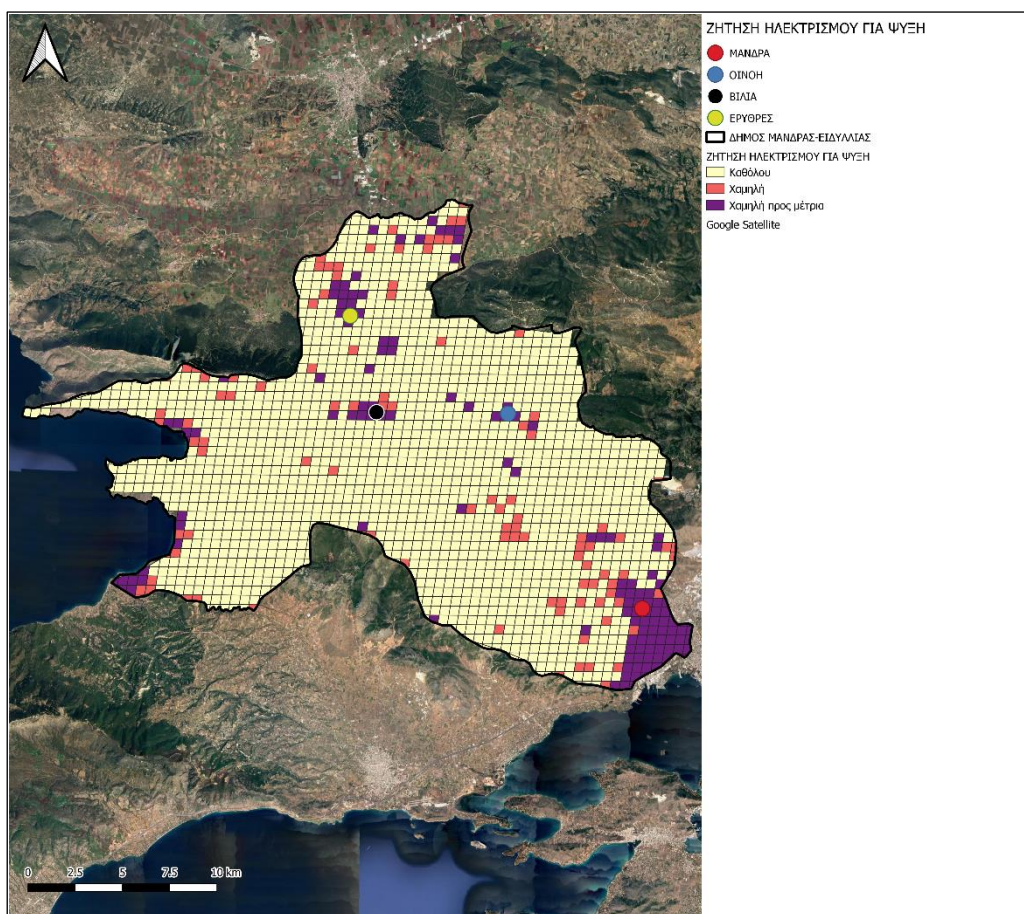 ΖΗΤΗΣΗ ΗΛΕΚΤΡΙΣΜΟΥ ΓΙΑ ΨΥΞΗ
ΜΑΝΔΡΑ
ΟΙΝΟΗ
ΒΙΛΙΑ
ΕΡΥΘΡΕΣ
ΔΗΜΟΣ ΜΑΝΔΡΑΣ-ΕΙΔΥΛΛΙΑΣ
ΖΗΤΗΣΗ ΗΛΕΚΤΡΙΣΜΟΥ ΓΙΑ ΨΥΞΗ
Καθόλου
Χαμηλή
Χαμηλή προς μέτρια
Google Satellite
0 2.5 5 7.5 10 km